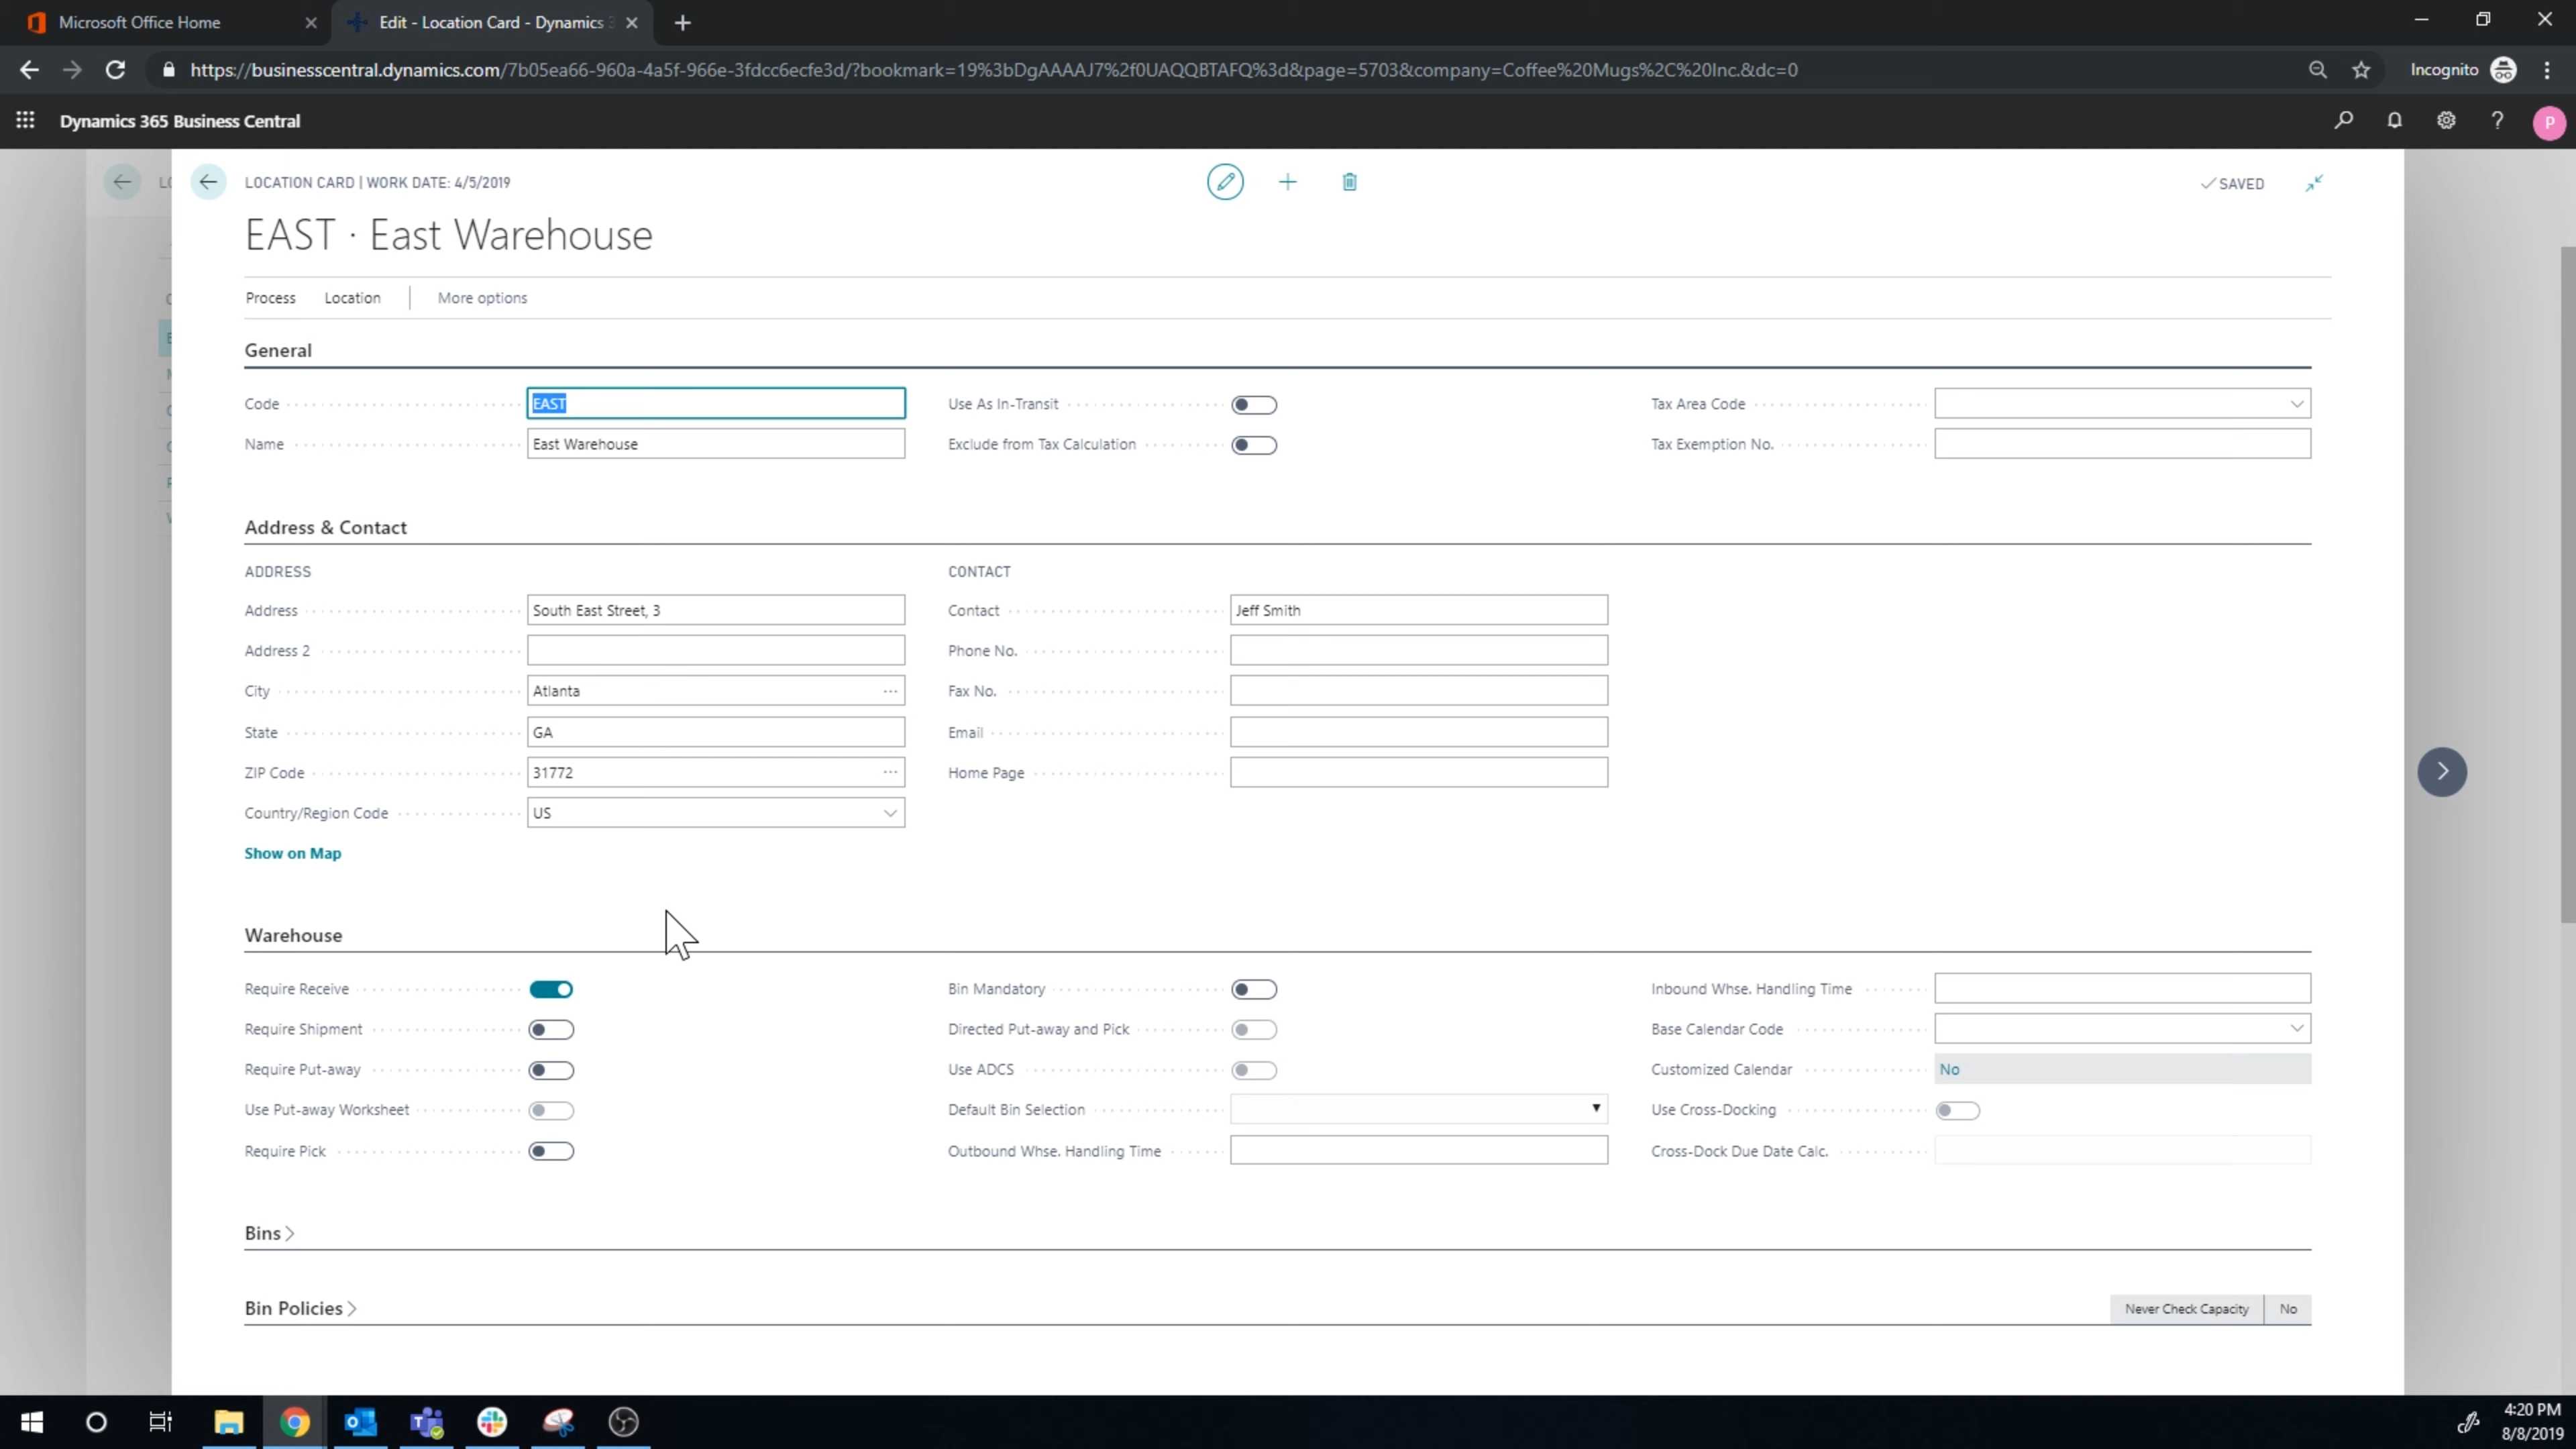 Microsoft Office Home
Edit - Location Card - Dynamics 3
https://businesscentral.dynamics.com/7b05ea66-960a-4a5f-966e-3fdcc6ecfe3d/?bookmark=19%3bDgAAAAJ7%2f0UAQQBTAFQ%3d&page=5703&company=Coffee%20Mugs%2C%20Inc.&dc=0
Incognito
Dynamics 365 Business Central
P
LOCATION CARD | WORK DATE: 4/5/2019
SAVED
EAST · East Warehouse
Process Location More options
General
Code EAST
Name East Warehouse
Use As In-Transit
Exclude from Tax Calculation
Tax Area Code
Tax Exemption No.
Address & Contact
ADDRESS
Address South East Street, 3
Address 2
City Atlanta
State GA
ZIP Code 31772
Country/Region Code US
Show on Map
CONTACT
Contact Jeff Smith
Phone No.
Fax No.
Email
Home Page
Warehouse
Require Receive
Require Shipment
Require Put-away
Use Put-away Worksheet
Require Pick
Bin Mandatory
Directed Put-away and Pick
Use ADCS
Default Bin Selection
Outbound Whse. Handling Time
Inbound Whse. Handling Time
Base Calendar Code
Customized Calendar No
Use Cross-Docking
Cross-Dock Due Date Calc.
Bins
Bin Policies
Never Check Capacity No
4:20 PM
8/8/2019